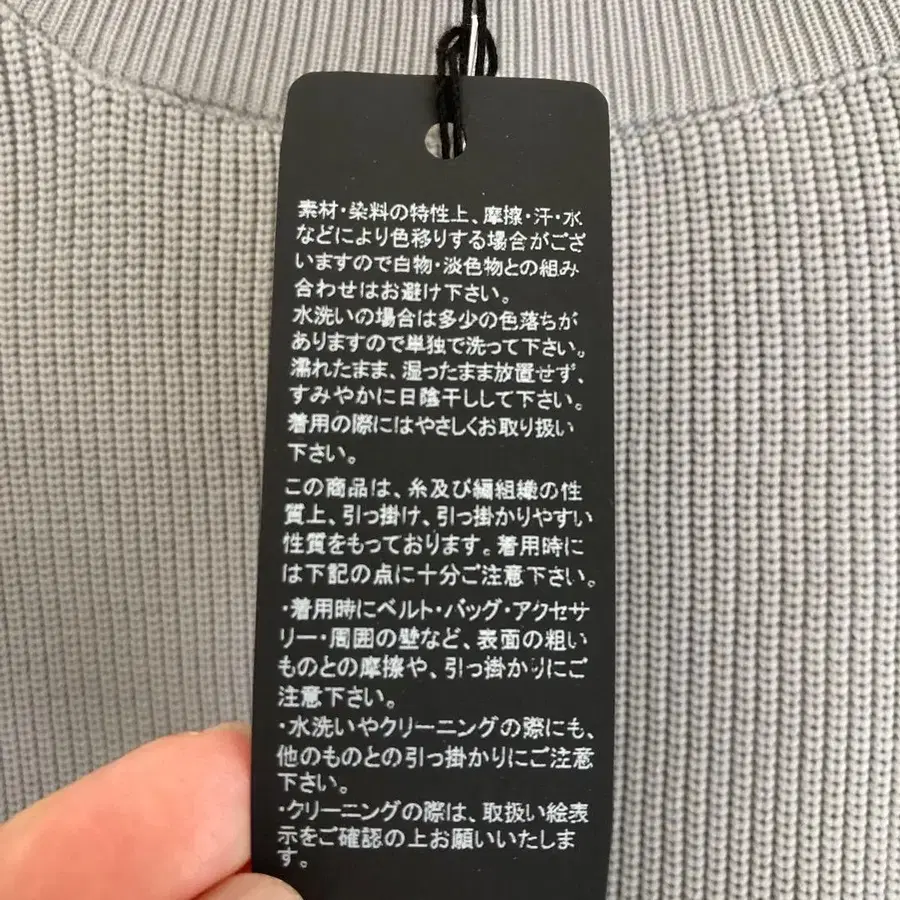 素材・染料の特性上、摩擦・汗・水
などにより色移りする場合がござ
いますので白物・淡色物との組み
合わせはお避け下さい。
水洗いの場合は多少の色落ちが
ありますので単独で洗って下さい。
濡れたまま、湿ったまま放置せず、
すみやかに日陰干しして下さい。
着用の際にはやさしくお取り扱い
下さい。
この商品は、糸及び編組織の性
質上、引っ掛け、引っ掛かりやすい
性質をもっております。着用時に
は下記の点に十分ご注意下さい。
・着用時にベルト・バッグ・アクセサ
リー・周囲の壁など、表面の粗い
ものとの摩擦や、引っ掛かりにご
注意下さい。
・水洗いやクリーニングの際にも、
他のものとの引っ掛かりにご注意
下さい。
・クリーニングの際は、取扱い絵表
示をご確認の上お願いいたしま
す。